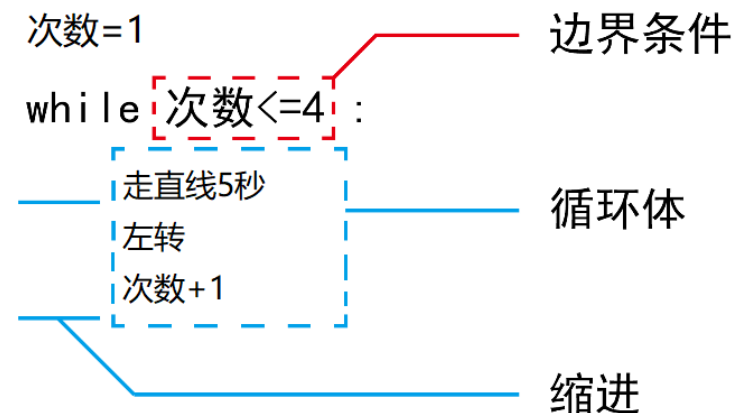 次数=1
边界条件
while 次数<=4 :
走直线5秒
循环体
左转
次数+1
缩进